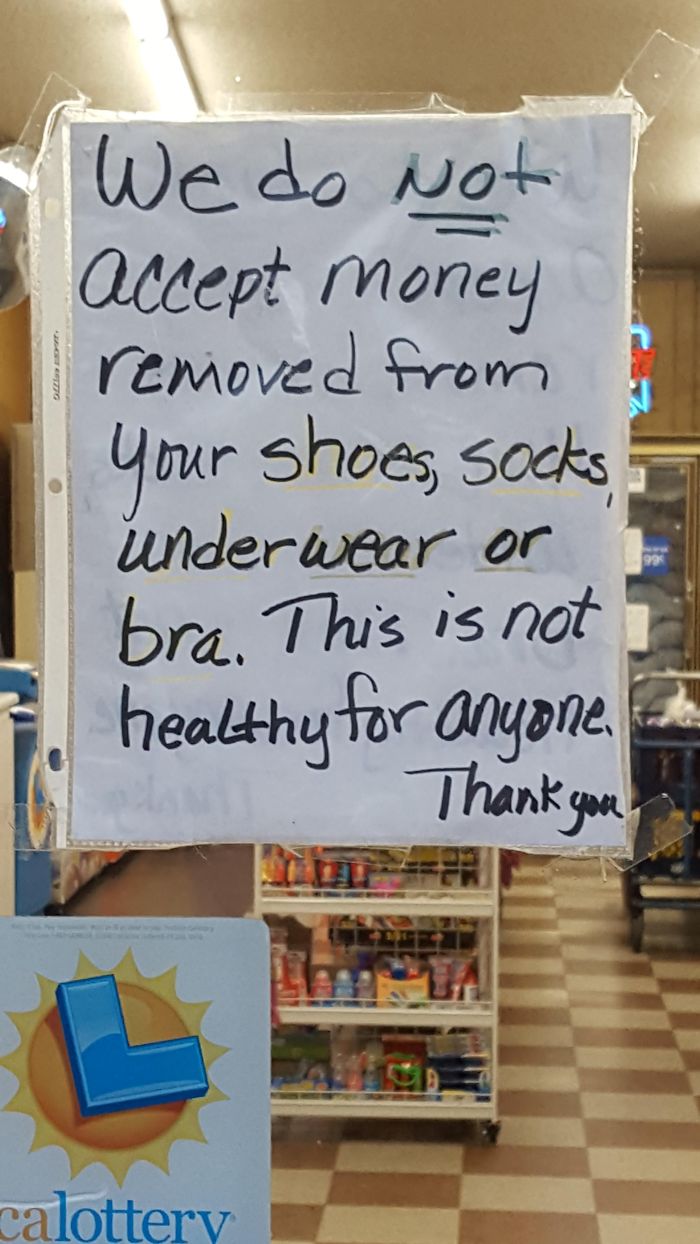 We do NOt
accept money
removed from
your shoes, socks,
underwear or
bra. This is not
healthy for anyone.
Thank you
99¢
calottery